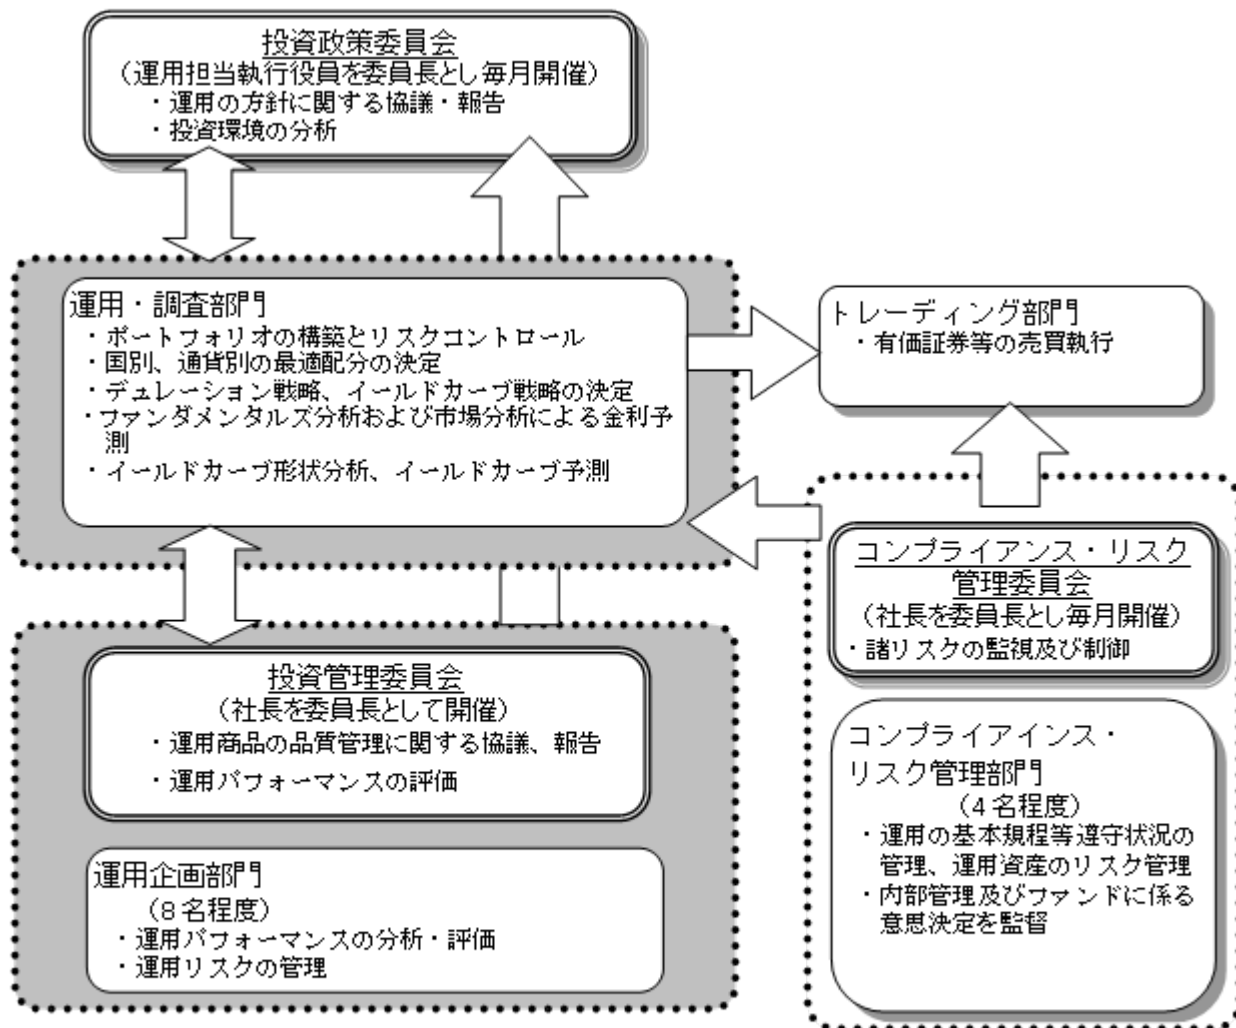 投資政策委員会
（運用担当執行役員を委員長とし毎月開催）
・運用の方針に関する協議・報告
・投資環境の分析
運用・調査部門
・ポートフォリオの構築とリスクコントロール
・国別、通貨別の最適配分の決定
・デュレーション戦略、イールドカーブ戦略の決定
・ファンダメンタルズ分析および市場分析による金利予
測
・イールドカーブ形状分析、イールドカーブ予測
トレーディング部門
・有価証券等の売買執行
コンプライアンス・リスク
管理委員会
（社長を委員長とし毎月開催）
・諸リスクの監視及び制御
コンプライアインス・
リスク管理部門
（4名程度）
・運用の基本規程等遵守状況の
管理、運用資産のリスク管理
・内部管理及びファンドに係る
意思決定を監督
投資管理委員会
（社長を委員長として開催）
・運用商品の品質管理に関する協議、報告
・運用パフォーマンスの評価
運用企画部門
（8名程度）
・運用パフォーマンスの分析・評価
・運用リスクの管理